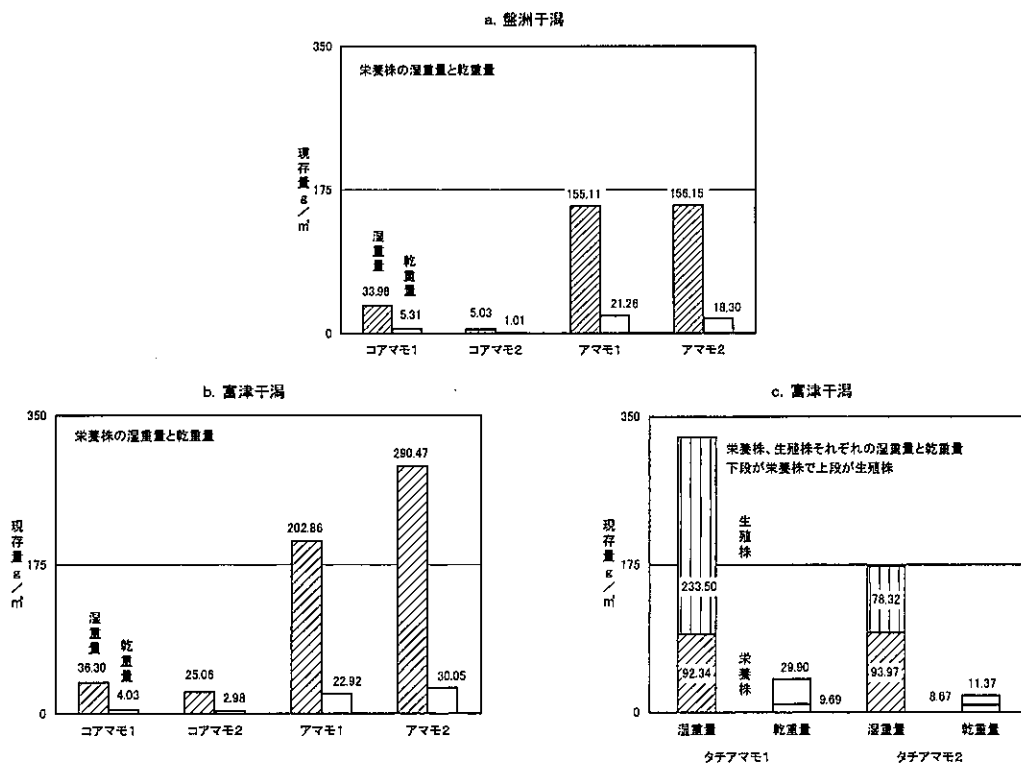 a. 盤洲干潟
350
栄養株の湿重量と乾重量
現存量 g/㎡
175
155.11
156.15
湿重量
乾重量
33.98
5.31
5.03
1.01
21.26
18.30
0
コアマモ1
コアマモ2
アマモ1
アマモ2
b. 富津干潟
350
栄養株の湿重量と乾重量
290.47
202.86
現存量 g/㎡
175
湿重量
乾重量
36.30
4.03
25.06
2.98
22.92
30.05
0
コアマモ1
コアマモ2
アマモ1
アマモ2
c. 富津干潟
350
栄養株、生殖株それぞれの湿重量と乾重量
下段が栄養株で上段が生殖株
現存量 g/㎡
生殖株
175
233.50
78.32
栄養株
92.34
29.90
9.69
93.97
8.67
11.37
0
湿重量
乾重量
湿重量
乾重量
タチアマモ1
タチアマモ2